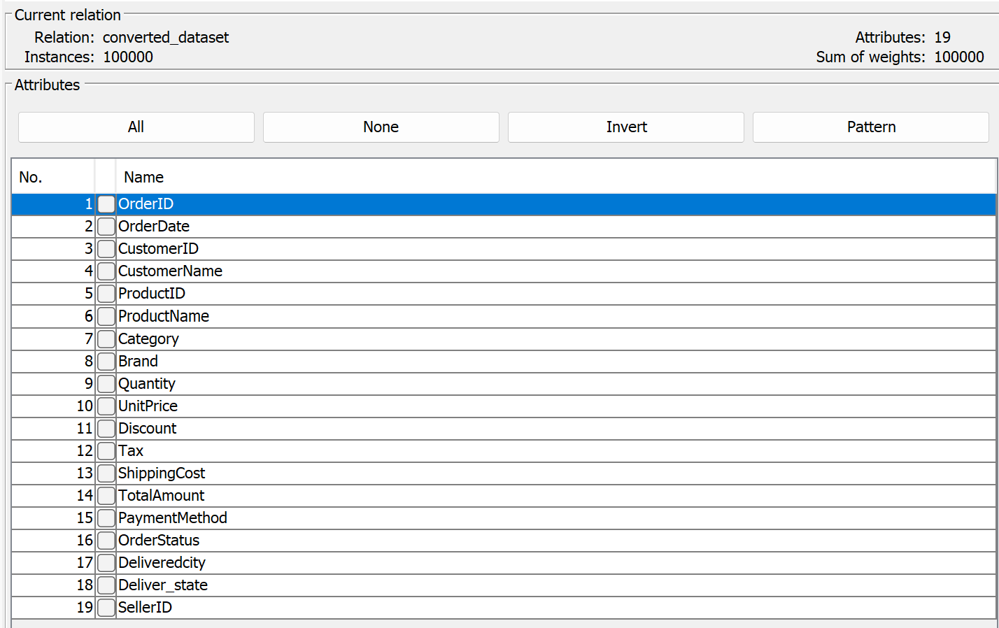 Current relation
Relation: converted_dataset Attributes: 19
Instances: 100000 Sum of weights: 100000
Attributes
All None Invert Pattern
No. Name
1 OrderID
2 OrderDate
3 CustomerID
4 CustomerName
5 ProductID
6 ProductName
7 Category
8 Brand
9 Quantity
10 UnitPrice
11 Discount
12 Tax
13 ShippingCost
14 TotalAmount
15 PaymentMethod
16 OrderStatus
17 Deliveredcity
18 Deliver_state
19 SellerID